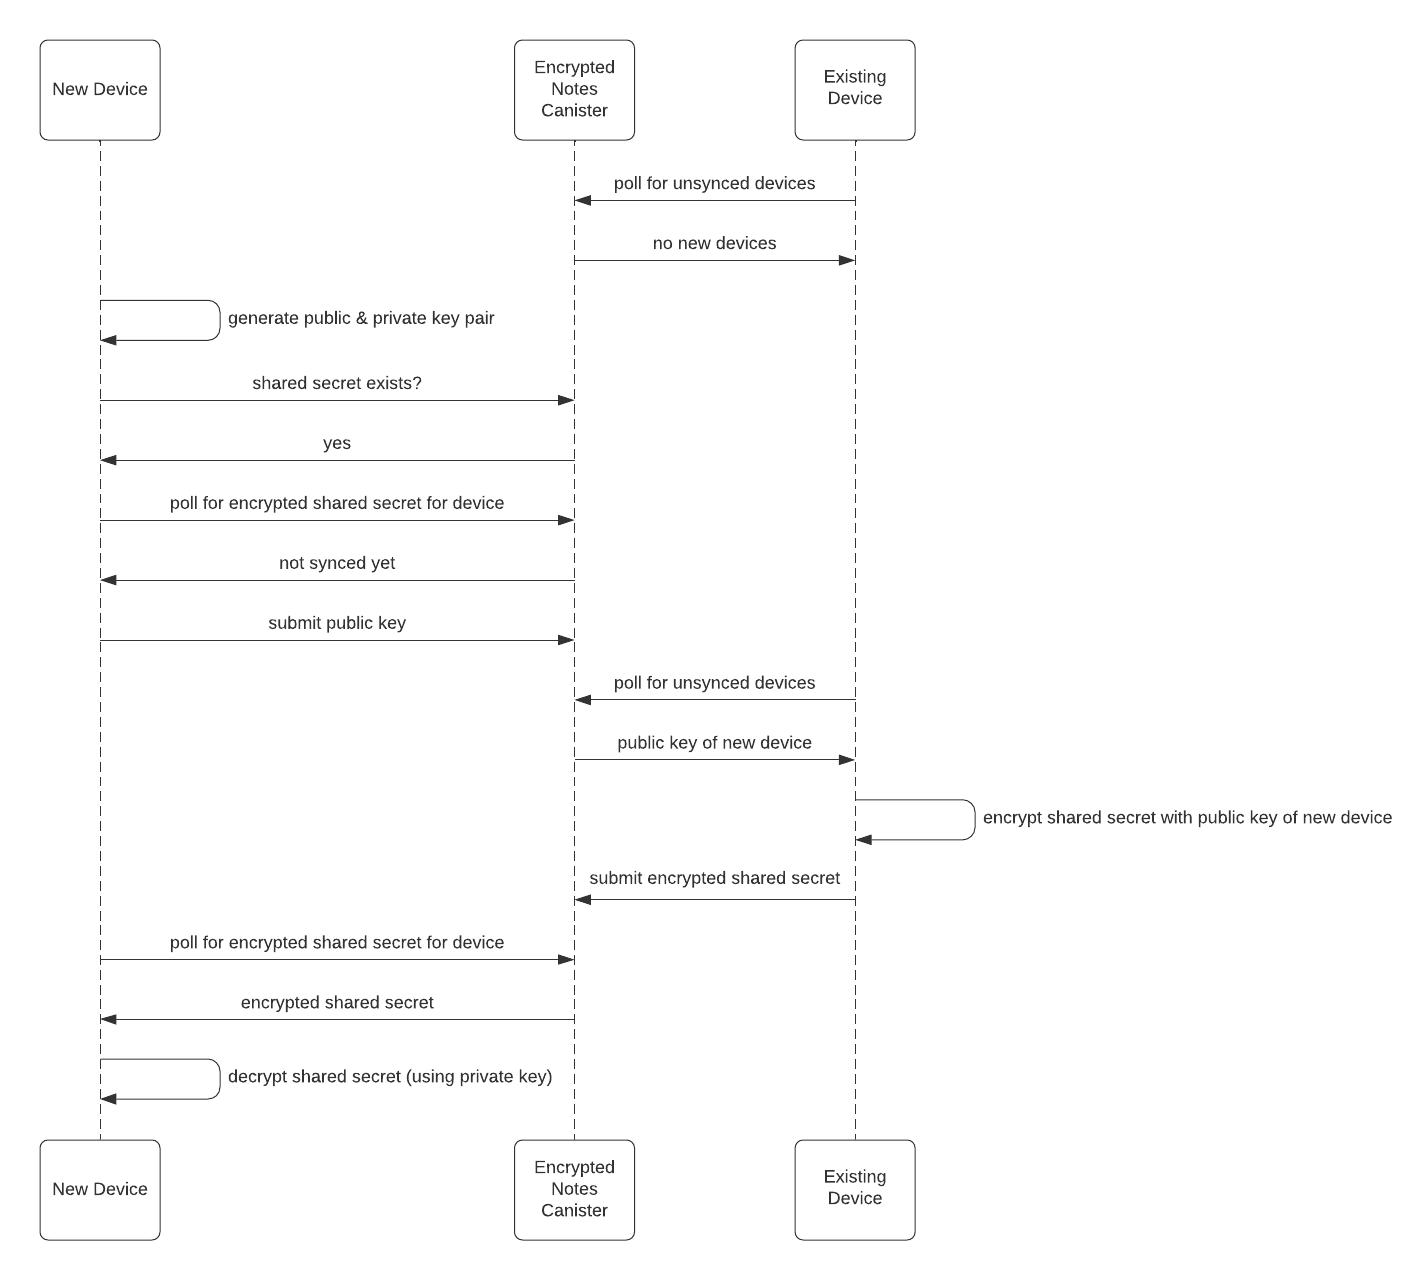 New Device
Encrypted
Notes
Canister
Existing
Device
poll for unsynced devices
no new devices
generate public & private key pair
shared secret exists?
yes
poll for encrypted shared secret for device
not synced yet
submit public key
poll for unsynced devices
public key of new device
encrypt shared secret with public key of new device
submit encrypted shared secret
poll for encrypted shared secret for device
encrypted shared secret
decrypt shared secret (using private key)
New Device
Encrypted
Notes
Canister
Existing
Device